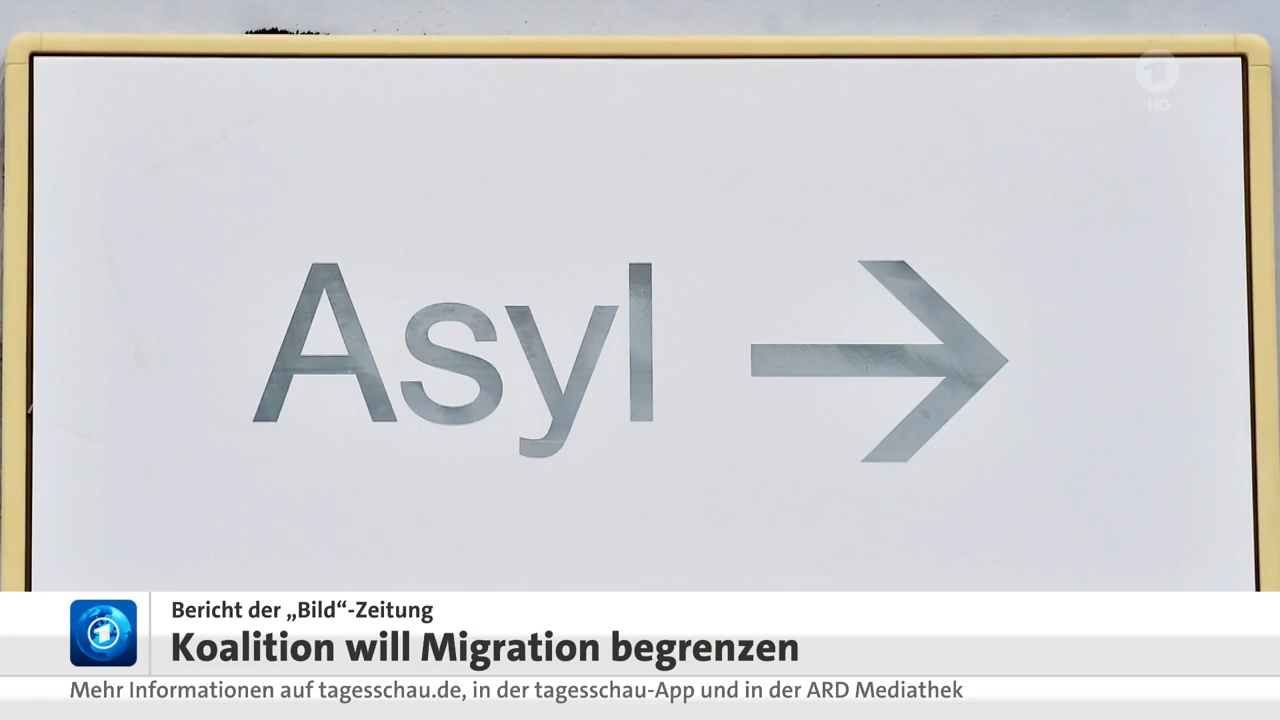 HD
Asyl →
Bericht der „Bild“-Zeitung
Koalition will Migration begrenzen
Mehr Informationen auf tagesschau.de, in der tagesschau-App und in der ARD Mediathek